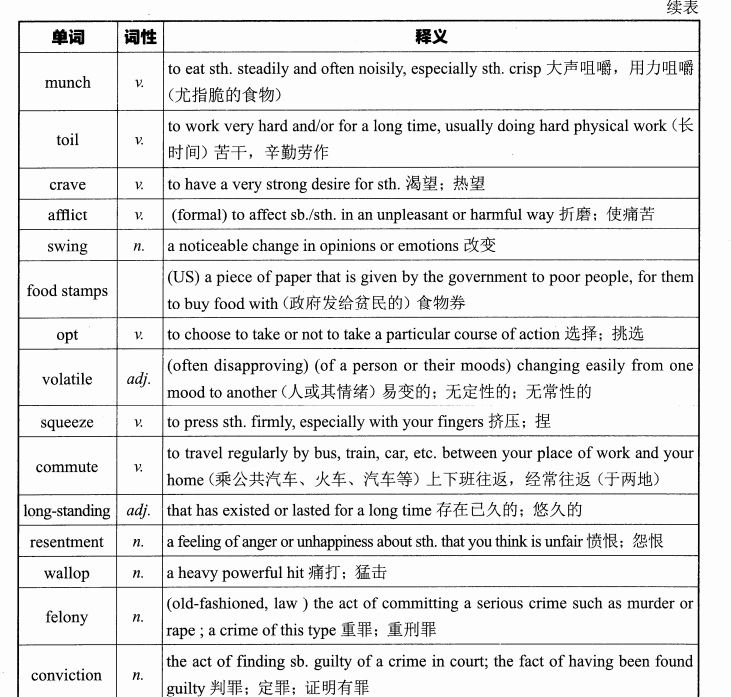 续表
单词 词性 释义
munch v. to eat sth. steadily and often noisily, especially sth. crisp 大声咀嚼，用力咀嚼
（尤指脆的食物）
toil v. to work very hard and/or for a long time, usually doing hard physical work（长
时间）苦干，辛勤劳作
crave v. to have a very strong desire for sth. 渴望；热望
afflict v. (formal) to affect sb./sth. in an unpleasant or harmful way 折磨；使痛苦
swing n. a noticeable change in opinions or emotions 改变
food stamps (US) a piece of paper that is given by the government to poor people, for them
to buy food with（政府发给贫民的）食物券
opt v. to choose to take or not to take a particular course of action 选择；挑选
volatile adj. (often disapproving) (of a person or their moods) changing easily from one
mood to another（人或其情绪）易变的；无定性的；无常性的
squeeze v. to press sth. firmly, especially with your fingers 挤压；捏
commute v. to travel regularly by bus, train, car, etc. between your place of work and your
home（乘公共汽车、火车、汽车等）上下班往返，经常往返（于两地）
long-standing adj. that has existed or lasted for a long time 存在已久的；悠久的
resentment n. a feeling of anger or unhappiness about sth. that you think is unfair 愤恨；怨恨
wallop n. a heavy powerful hit 痛打；猛击
felony n. (old-fashioned, law ) the act of committing a serious crime such as murder or
rape ; a crime of this type 重罪；重刑罪
conviction n. the act of finding sb. guilty of a crime in court; the fact of having been found
guilty 判罪；定罪；证明有罪